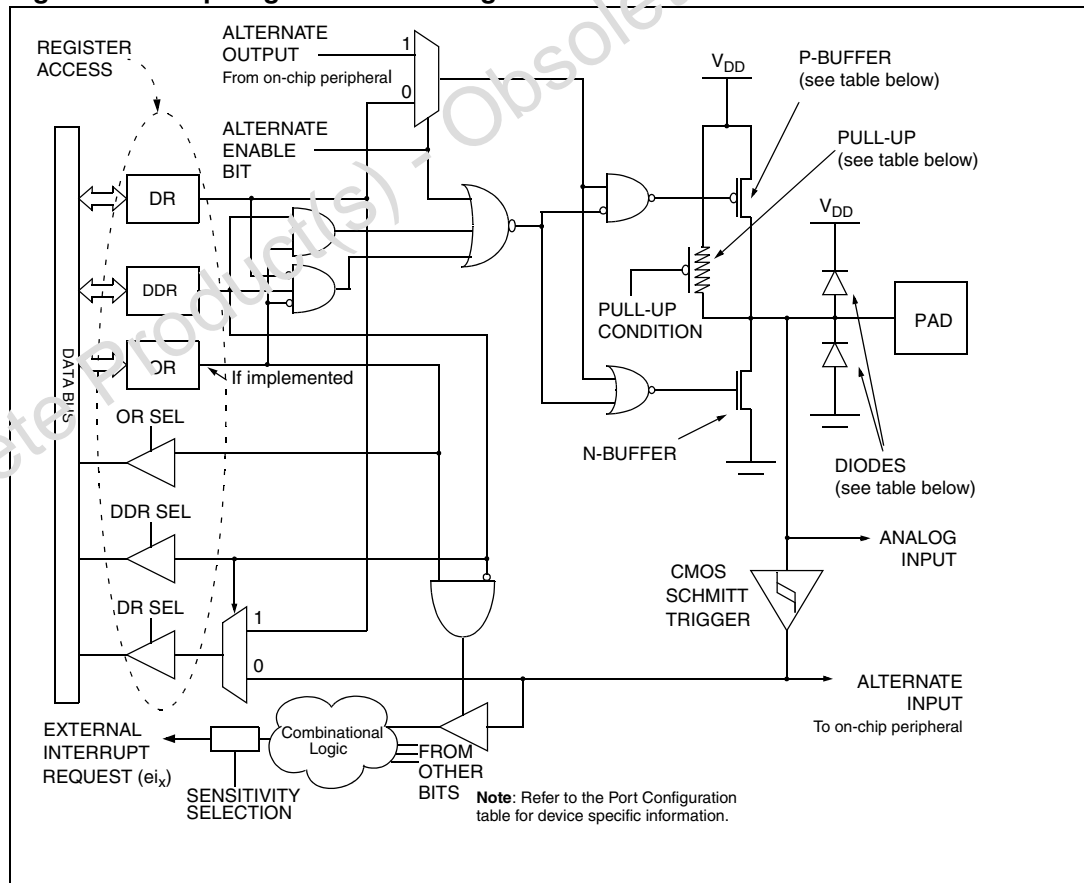 REGISTER
ACCESS
ALTERNATE
OUTPUT
From on-chip peripheral
1
0
ALTERNATE
ENABLE
BIT
VDD
P-BUFFER
(see table below)
PULL-UP
(see table below)
DR
DDR
OR
If implemented
DATA BUS
PULL-UP
CONDITION
VDD
PAD
N-BUFFER
DIODES
(see table below)
OR SEL
DDR SEL
DR SEL
1
0
ANALOG
INPUT
CMOS
SCHMITT
TRIGGER
ALTERNATE
INPUT
To on-chip peripheral
EXTERNAL
INTERRUPT
REQUEST (eix)
SENSITIVITY
SELECTION
Combinational
Logic
FROM
OTHER
BITS
Note: Refer to the Port Configuration
table for device specific information.
ete Product(s) - Obsolet